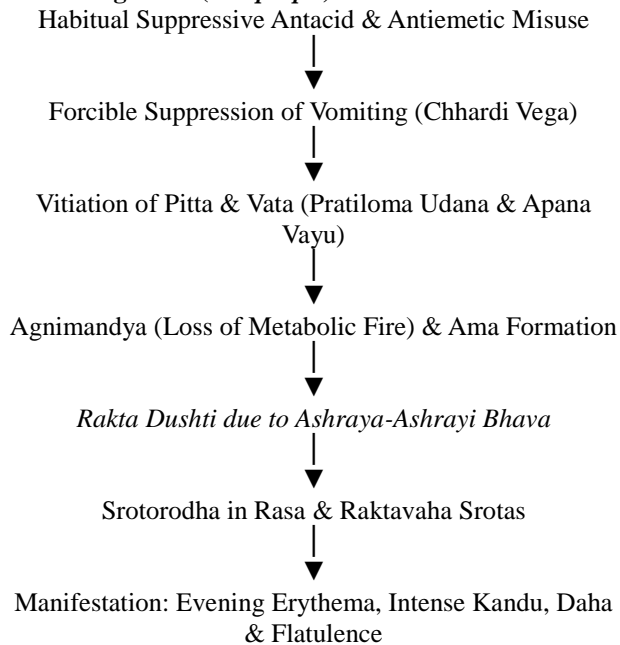 Habitual Suppressive Antacid & Antiemetic Misuse
Forcible Suppression of Vomiting (Chhardi Vega)
Vitiation of Pitta & Vata (Pratiloma Udana & Apana
Vayu)
Agnimandya (Loss of Metabolic Fire) & Ama Formation
Rakta Dushti due to Ashraya-Ashrayi Bhava
Srotorodha in Rasa & Raktavaha Srotas
Manifestation: Evening Erythema, Intense Kandu, Daha
& Flatulence